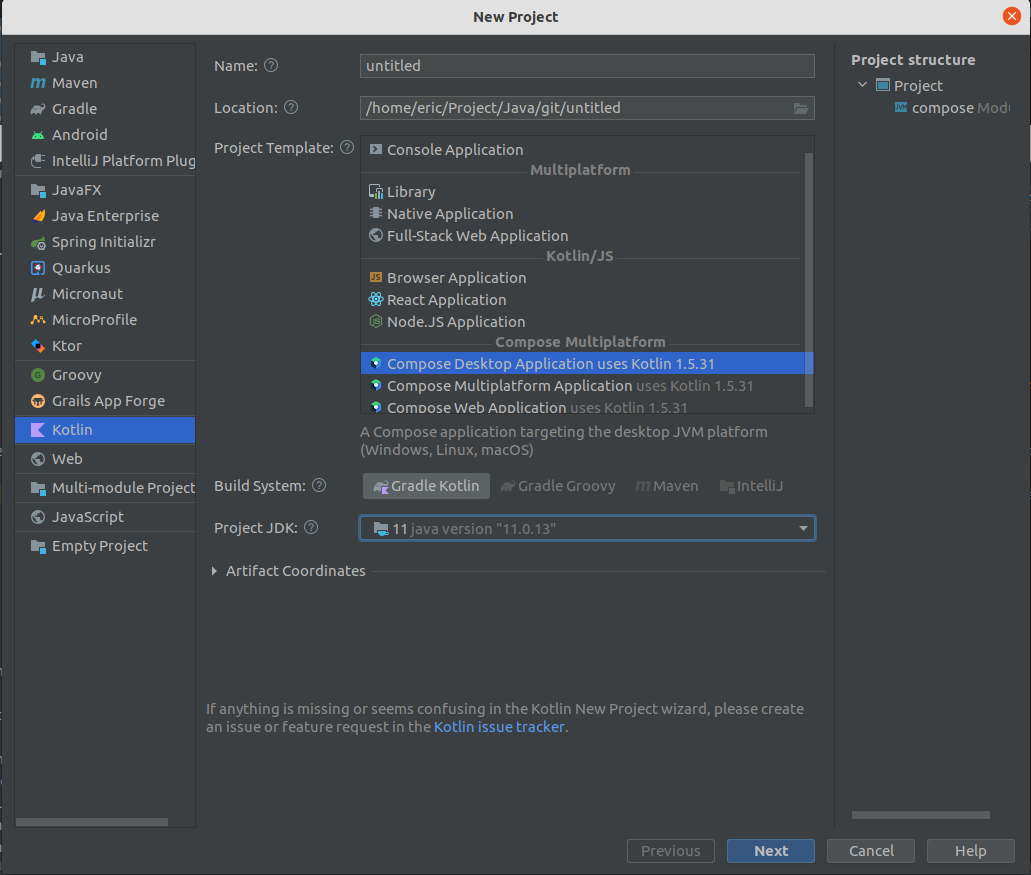 New Project
Java
Maven
Gradle
Android
IntelliJ Platform Plug
JavaFX
Java Enterprise
Spring Initializr
Quarkus
Micronaut
MicroProfile
Ktor
Groovy
Grails App Forge
Kotlin
Web
Multi-module Project
JavaScript
Empty Project
Name:
untitled
Location:
/home/eric/Project/Java/git/untitled
Project Template:
Console Application
Multiplatform
Library
Native Application
Full-Stack Web Application
Kotlin/JS
Browser Application
React Application
Node.JS Application
Compose Multiplatform
Compose Desktop Application uses Kotlin 1.5.31
Compose Multiplatform Application uses Kotlin 1.5.31
Compose Web Application uses Kotlin 1.5.31
A Compose application targeting the desktop JVM platform
(Windows, Linux, macOS)
Build System:
Gradle Kotlin
Gradle Groovy
Maven
IntelliJ
Project JDK:
11 java version "11.0.13"
Artifact Coordinates
If anything is missing or seems confusing in the Kotlin New Project wizard, please create
an issue or feature request in the Kotlin issue tracker.
Project structure
Project
compose Modu
Previous
Next
Cancel
Help